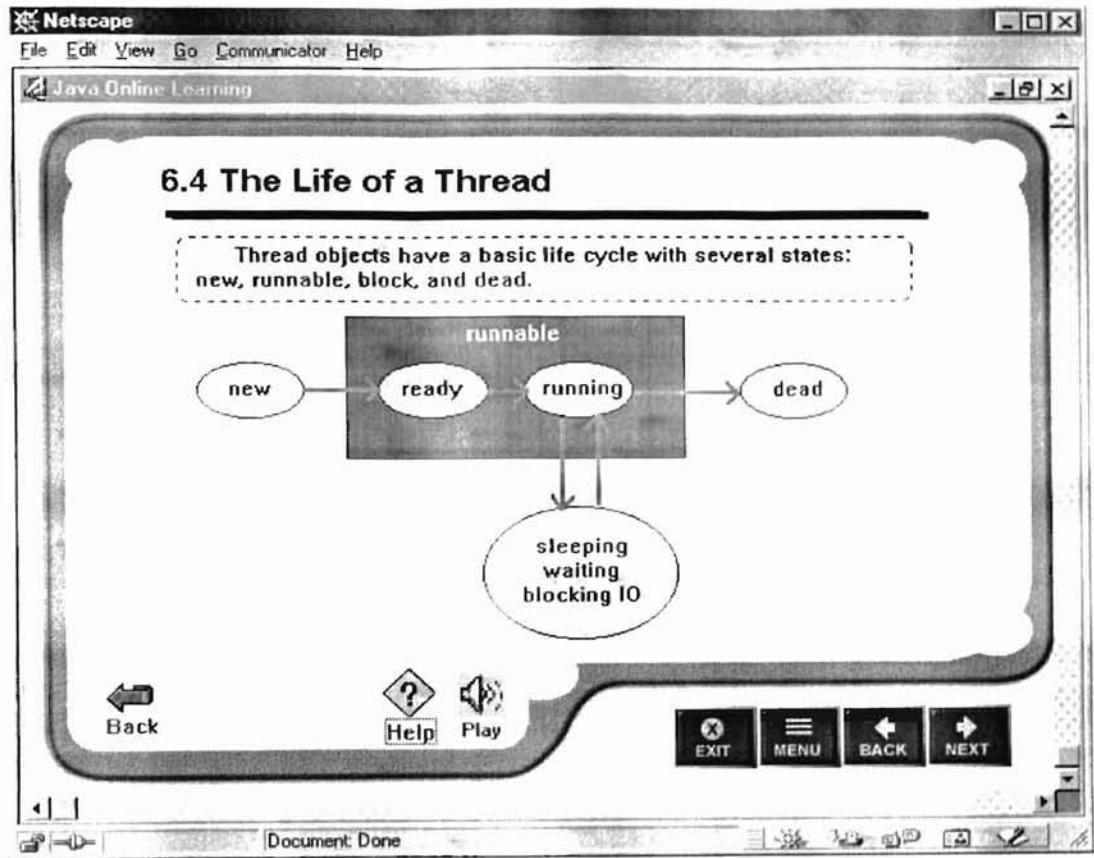 Netscape
File Edit View Go Communicator Help
Java Online Learning
6.4 The Life of a Thread
Thread objects have a basic life cycle with several states:
new, runnable, block, and dead.
runnable
new
ready
running
dead
sleeping
waiting
blocking IO
Back
Help
Play
EXIT
MENU
BACK
NEXT
Document: Done